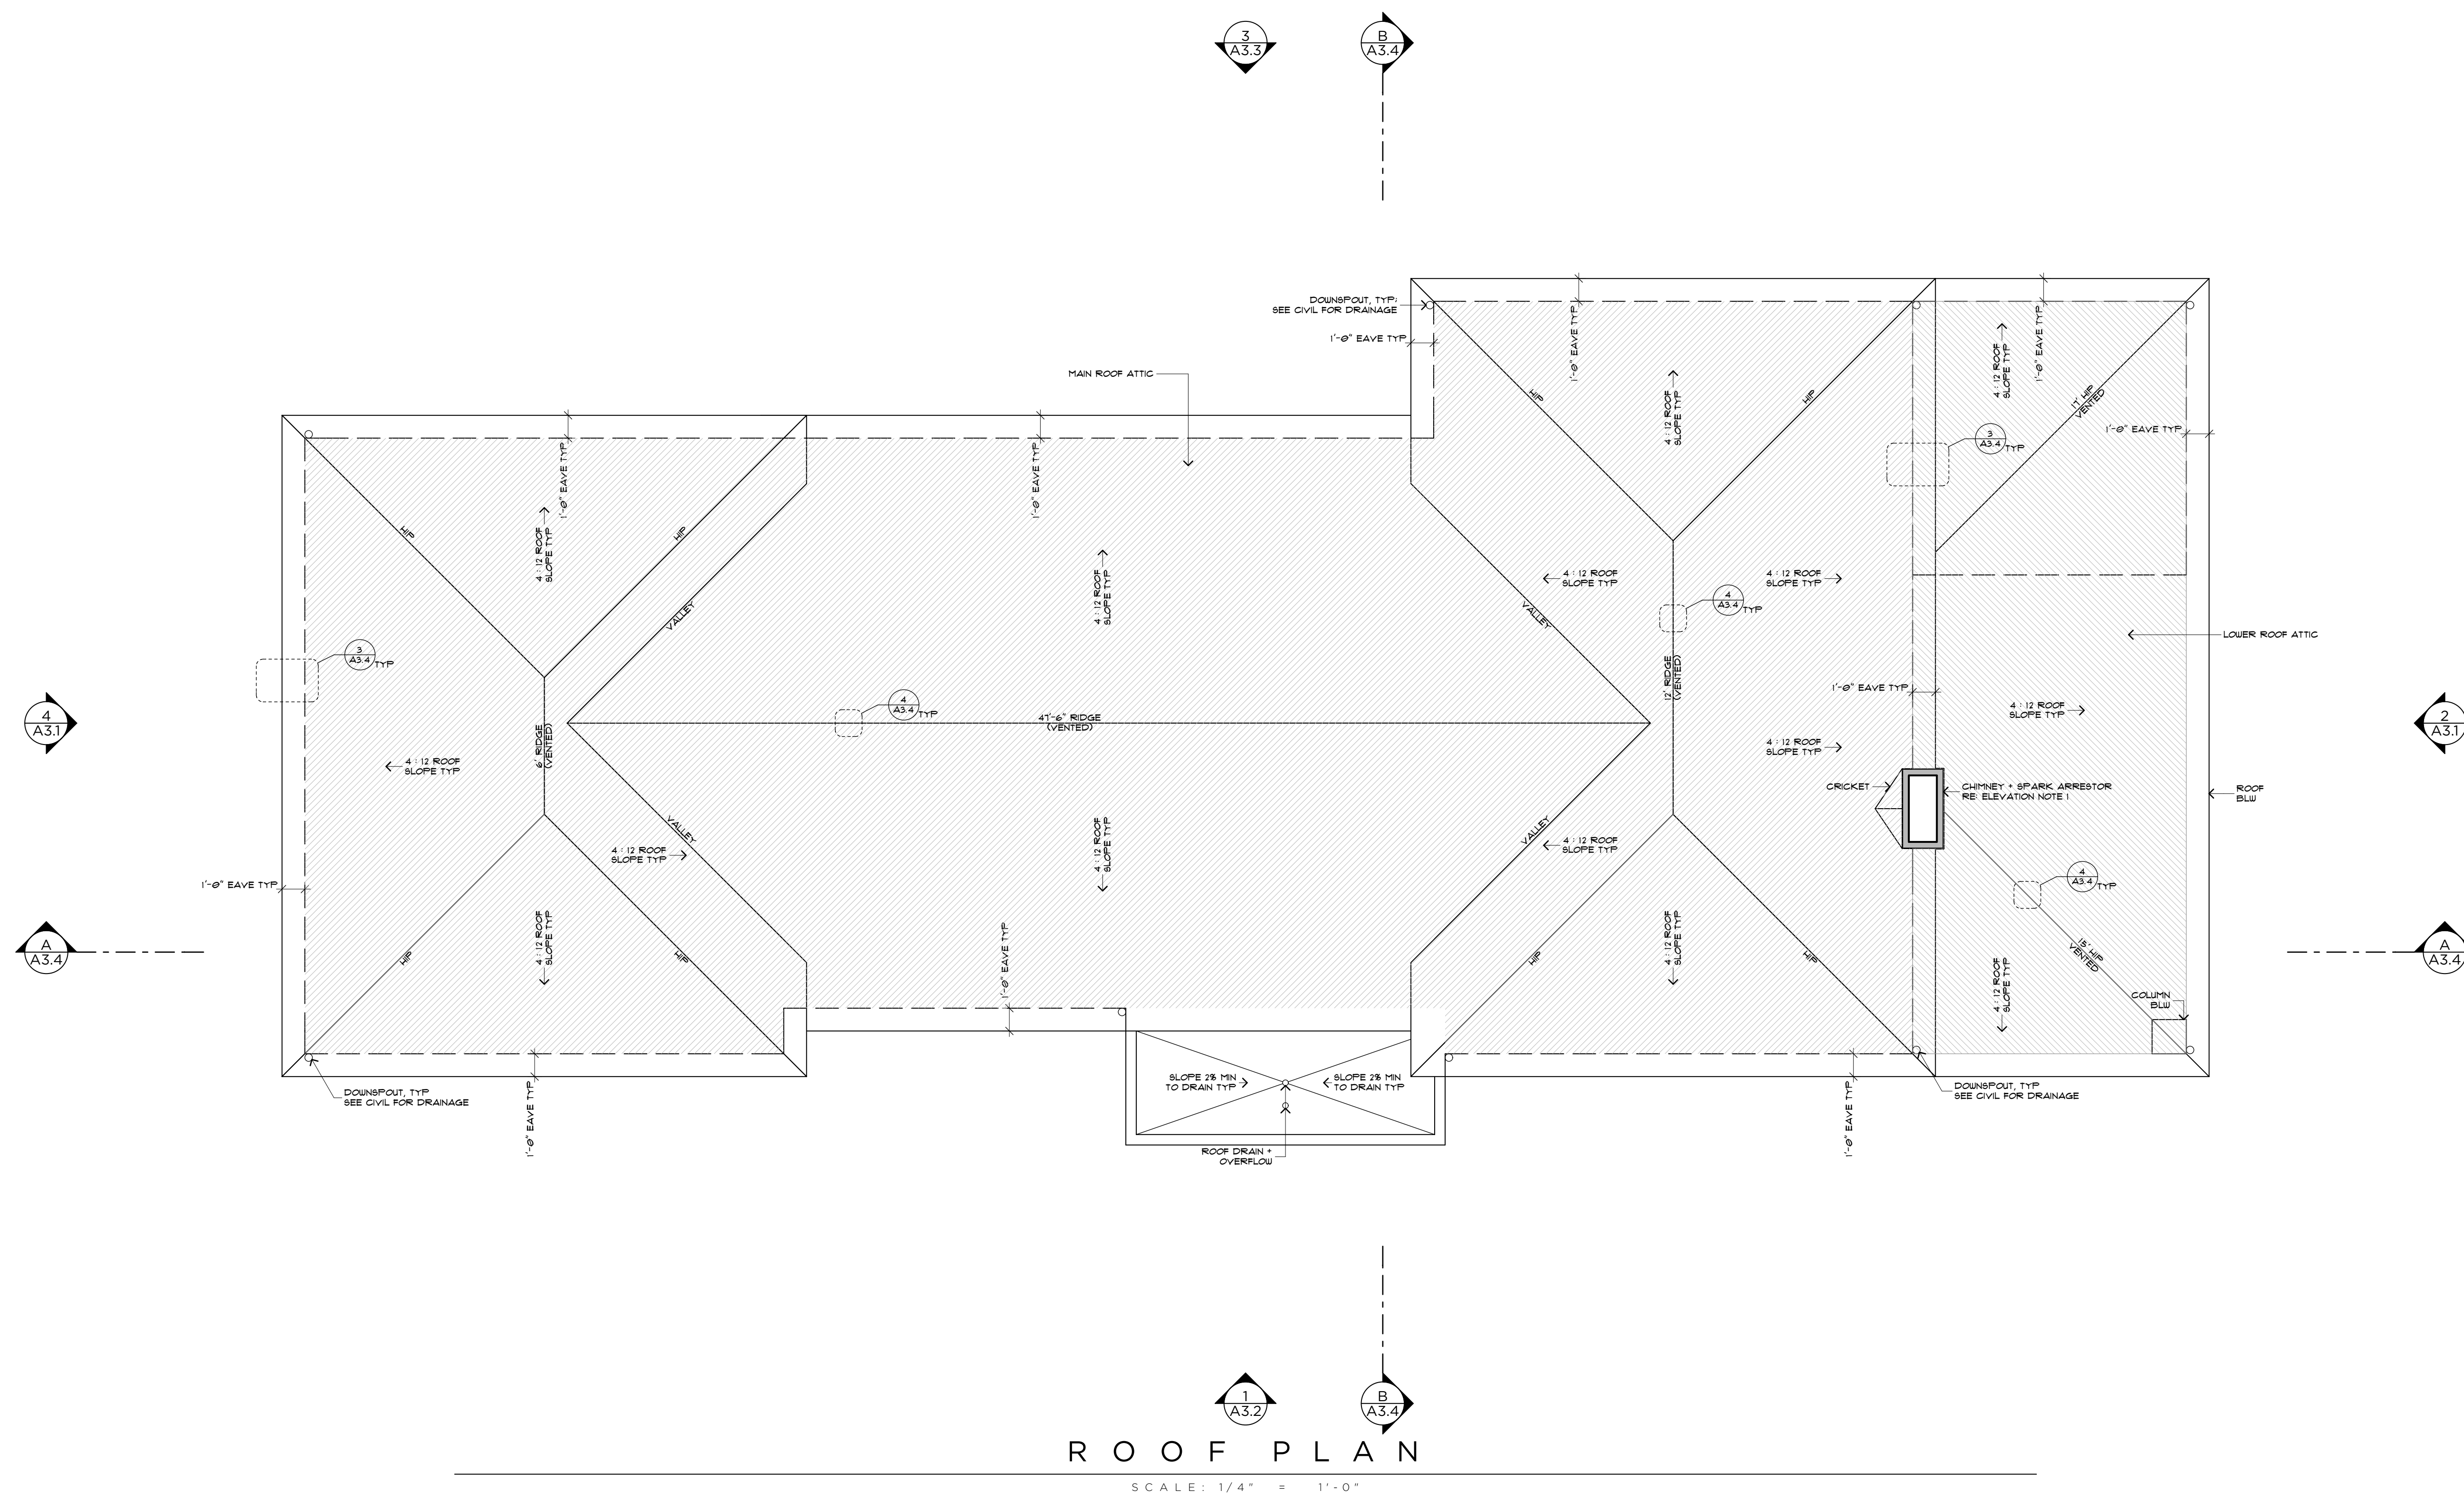 3
A3.3
B
A3.4
DOWNSPOUT, TYP:
SEE CIVIL FOR DRAINAGE
1'-0" EAVE TYP
1'-0" EAVE TYP
1'-0" EAVE TYP
4 : 12 ROOF
SLOPE TYP
4 : 12 ROOF
SLOPE TYP
MAIN ROOF ATTIC
HIP
HIP
17' HIP
VENTED
1'-0" EAVE TYP
3
A3.4
TYP
1'-0" EAVE TYP
1'-0" EAVE TYP
HIP
HIP
4 : 12 ROOF
SLOPE TYP
4 : 12 ROOF
SLOPE TYP
4 : 12 ROOF
SLOPE TYP
4 : 12 ROOF
SLOPE TYP
VALLEY
VALLEY
4
A3.4
TYP
LOWER ROOF ATTIC
3
A3.4
TYP
12' RIDGE
(VENTED)
1'-0" EAVE TYP
4
A3.4
TYP
4
A3.1
47'-6" RIDGE
(VENTED)
6' RIDGE
(VENTED)
4 : 12 ROOF
SLOPE TYP
2
A3.1
4 : 12 ROOF
SLOPE TYP
4 : 12 ROOF
SLOPE TYP
CRICKET
CHIMNEY + SPARK ARRESTOR
RE: ELEVATION NOTE 1
ROOF
BLW
VALLEY
VALLEY
4 : 12 ROOF
SLOPE TYP
4 : 12 ROOF
SLOPE TYP
4 : 12 ROOF
SLOPE TYP
1'-0" EAVE TYP
4
A3.4
TYP
A
A3.4
HIP
4 : 12 ROOF
SLOPE TYP
HIP
1'-0" EAVE TYP
HIP
4 : 12 ROOF
SLOPE TYP
HIP
4 : 12 ROOF
SLOPE TYP
15' HIP
VENTED
A
A3.4
COLUMN
BLW
DOWNSPOUT, TYP
SEE CIVIL FOR DRAINAGE
1'-0" EAVE TYP
SLOPE 2% MIN
TO DRAIN TYP
SLOPE 2% MIN
TO DRAIN TYP
1'-0" EAVE TYP
DOWNSPOUT, TYP
SEE CIVIL FOR DRAINAGE
ROOF DRAIN +
OVERFLOW
1
A3.2
B
A3.4
ROOF PLAN
SCALE: 1/4" = 1'-0"